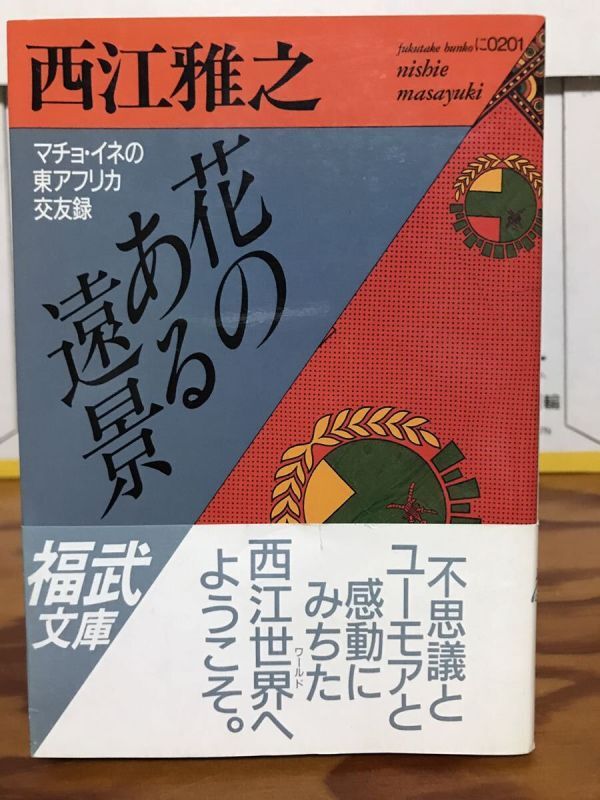 西江雅之
fukutake bunko に0201
nishie
masayuki
マチョ・イネの
東アフリカ
交友録
花の
ある
遠景
福武
文庫
不思議と
ユーモアと
感動に
みちた
西江世界へ
ワールド
ようこそ。